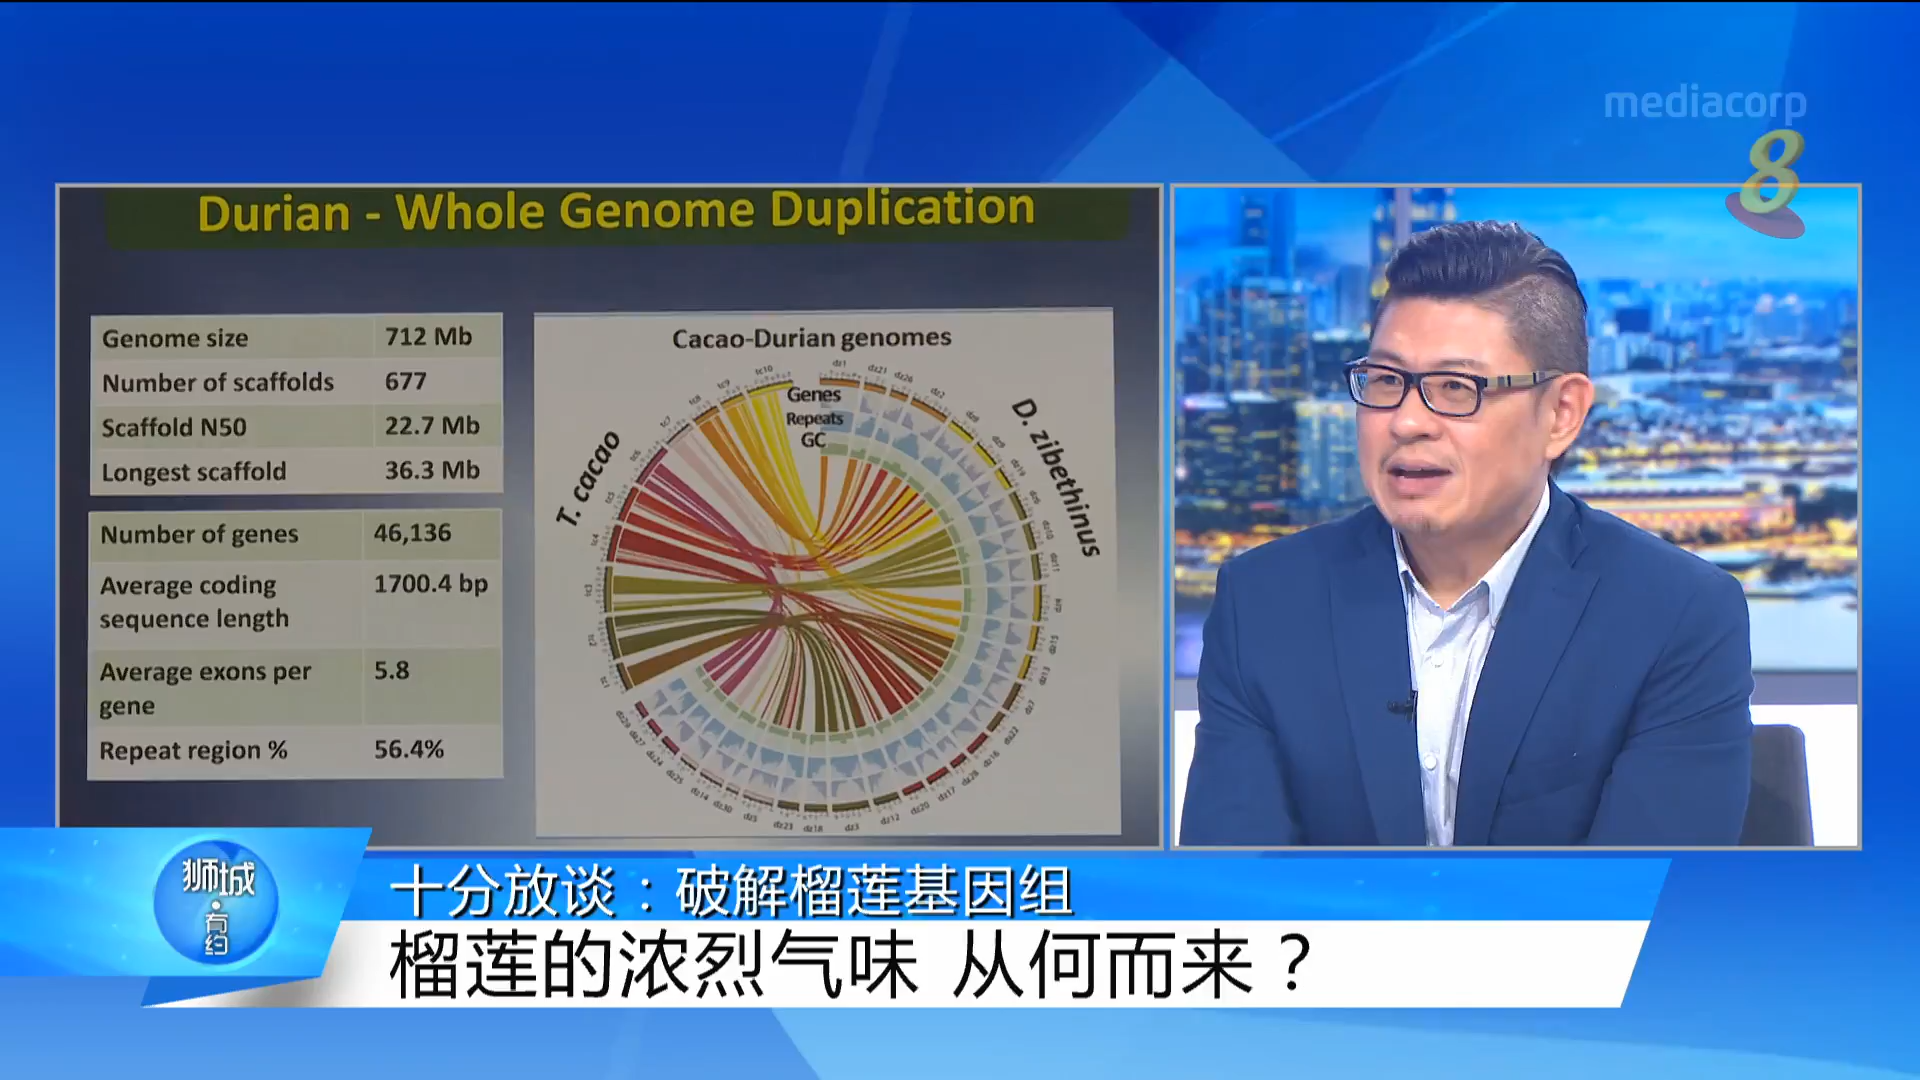 mediacorp
8
Durian - Whole Genome Duplication
Genome size 712 Mb
Number of scaffolds 677
Scaffold N50 22.7 Mb
Longest scaffold 36.3 Mb
Number of genes 46,136
Average coding sequence length 1700.4 bp
Average exons per gene 5.8
Repeat region % 56.4%
Cacao-Durian genomes
Genes
Repeats
GC
T. cacao
D. zibethinus
狮城有约
十分放谈：破解榴莲基因组
榴莲的浓烈气味 从何而来？